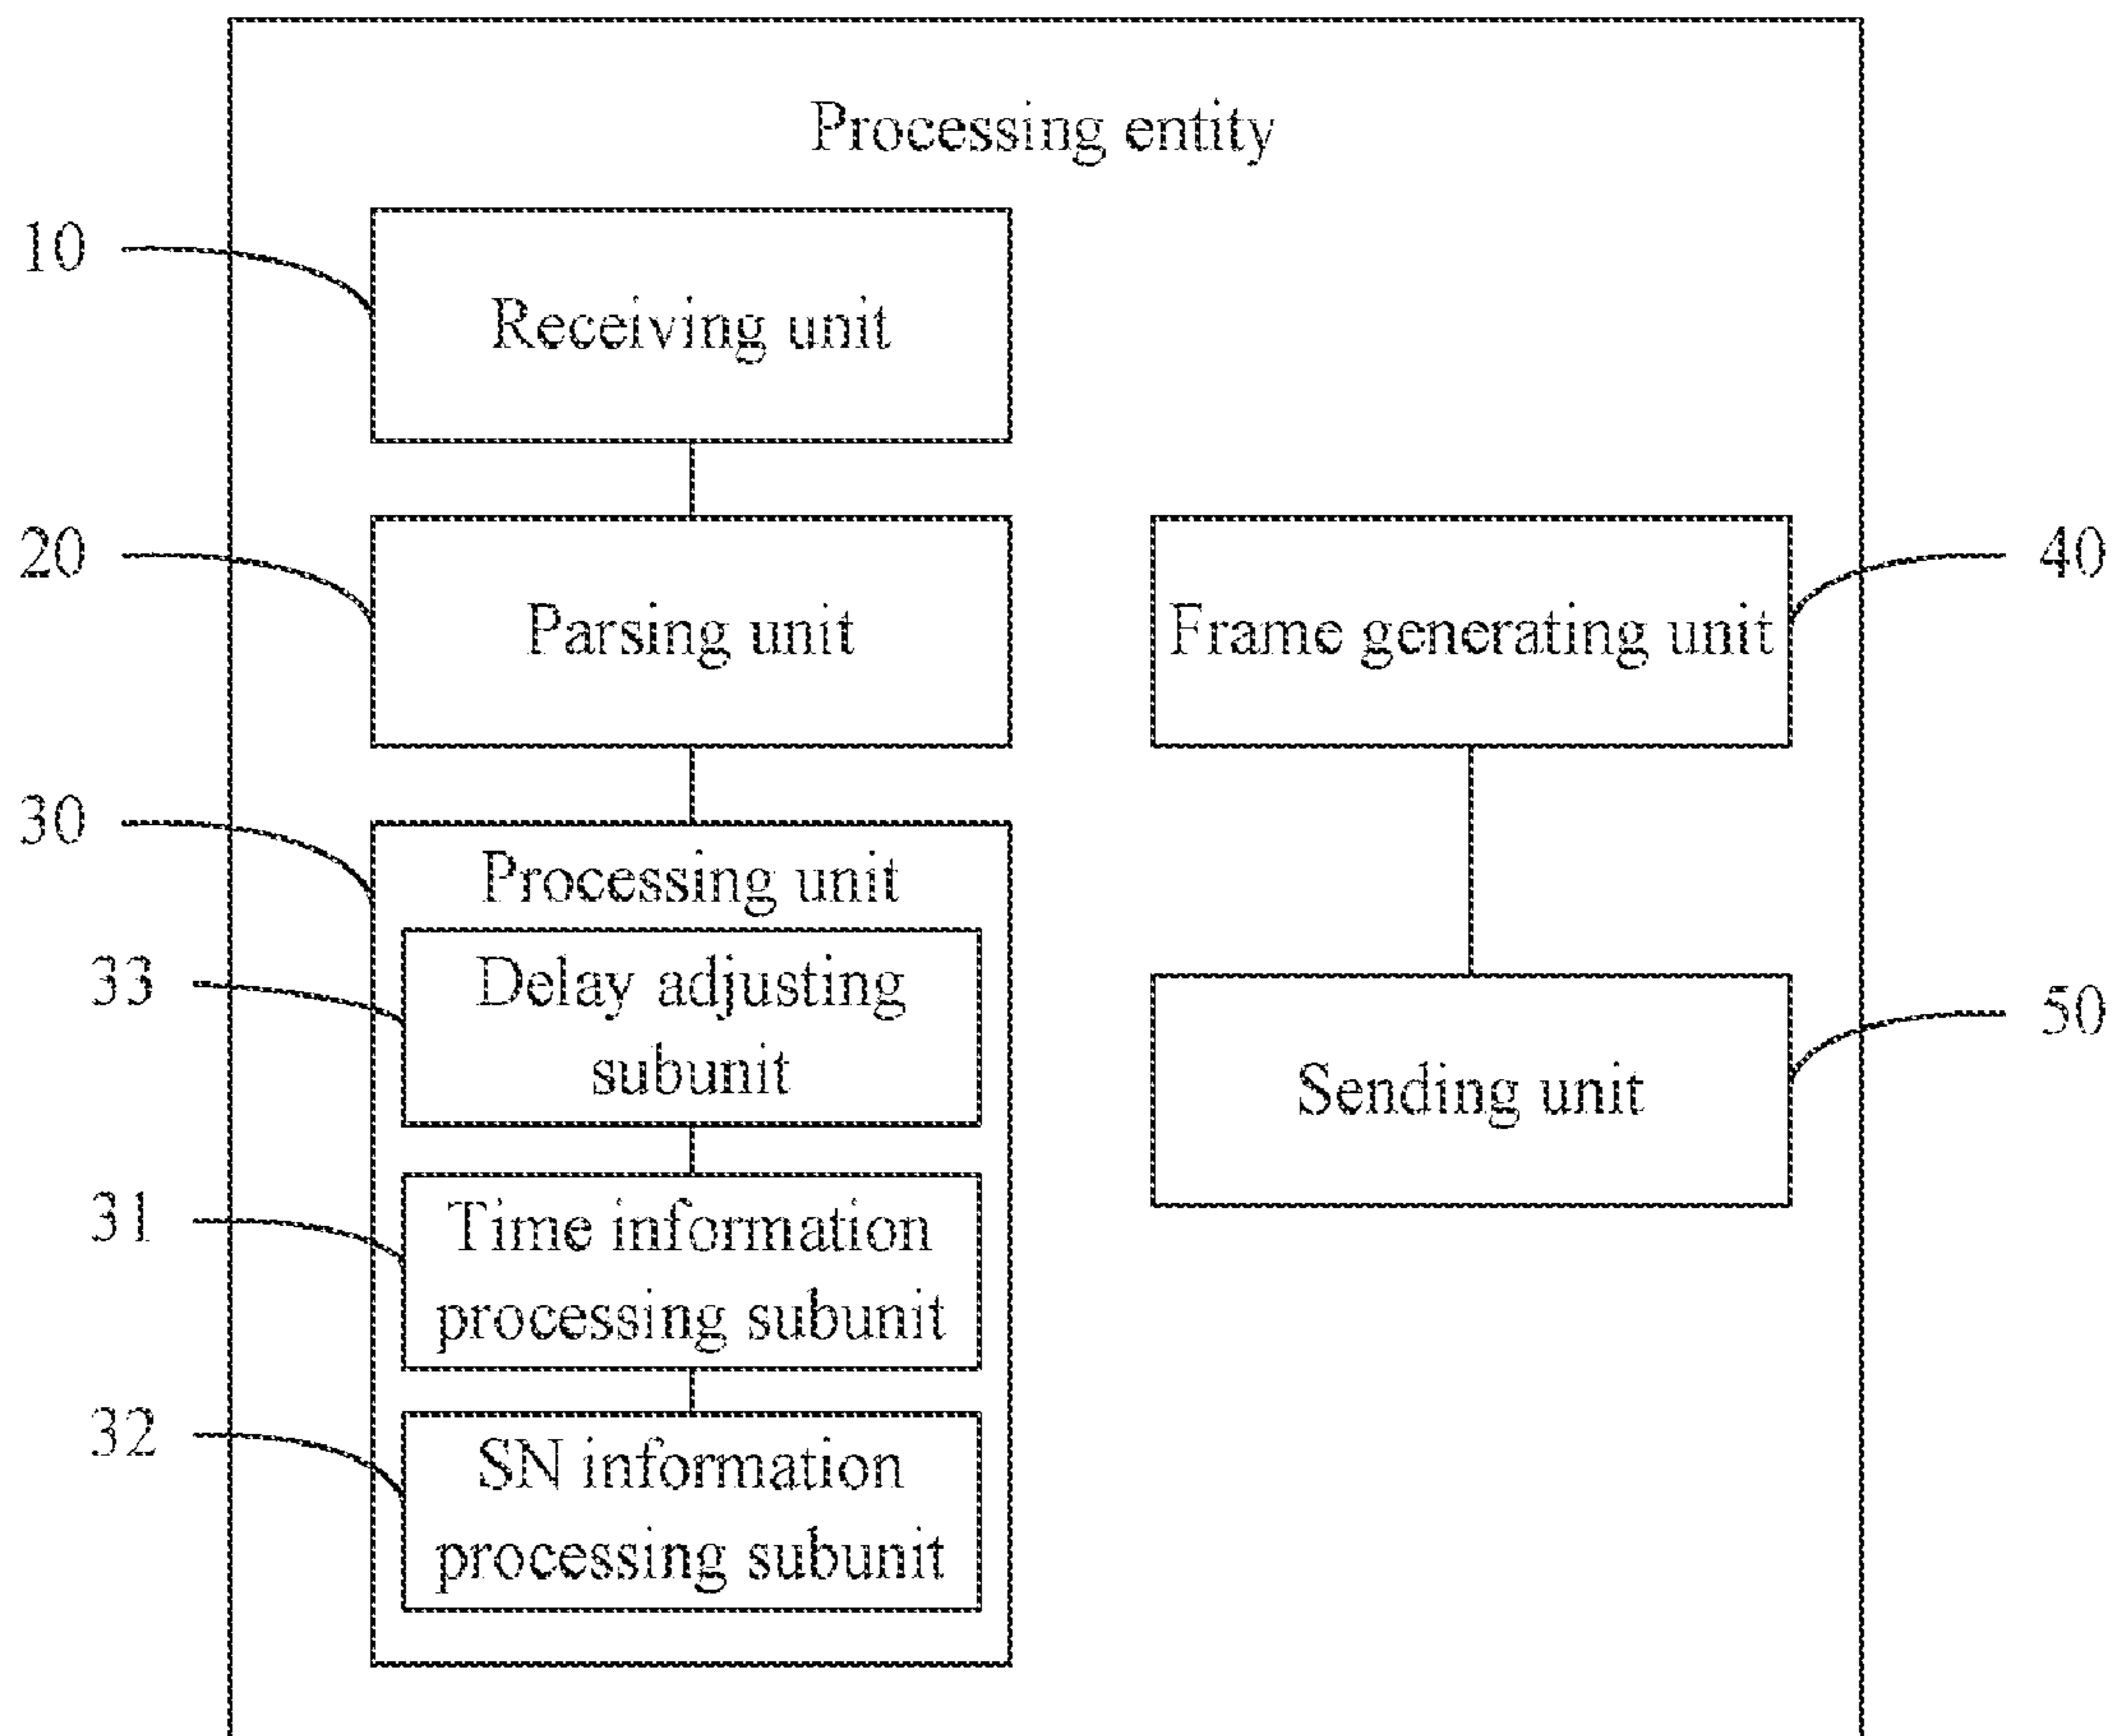 Processing entity
10
Receiving unit
20
Parsing unit
40
Frame generating unit
30
Processing unit
33
Delay adjusting
subunit
50
Sending unit
31
Time information
processing subunit
32
SN information
processing subunit